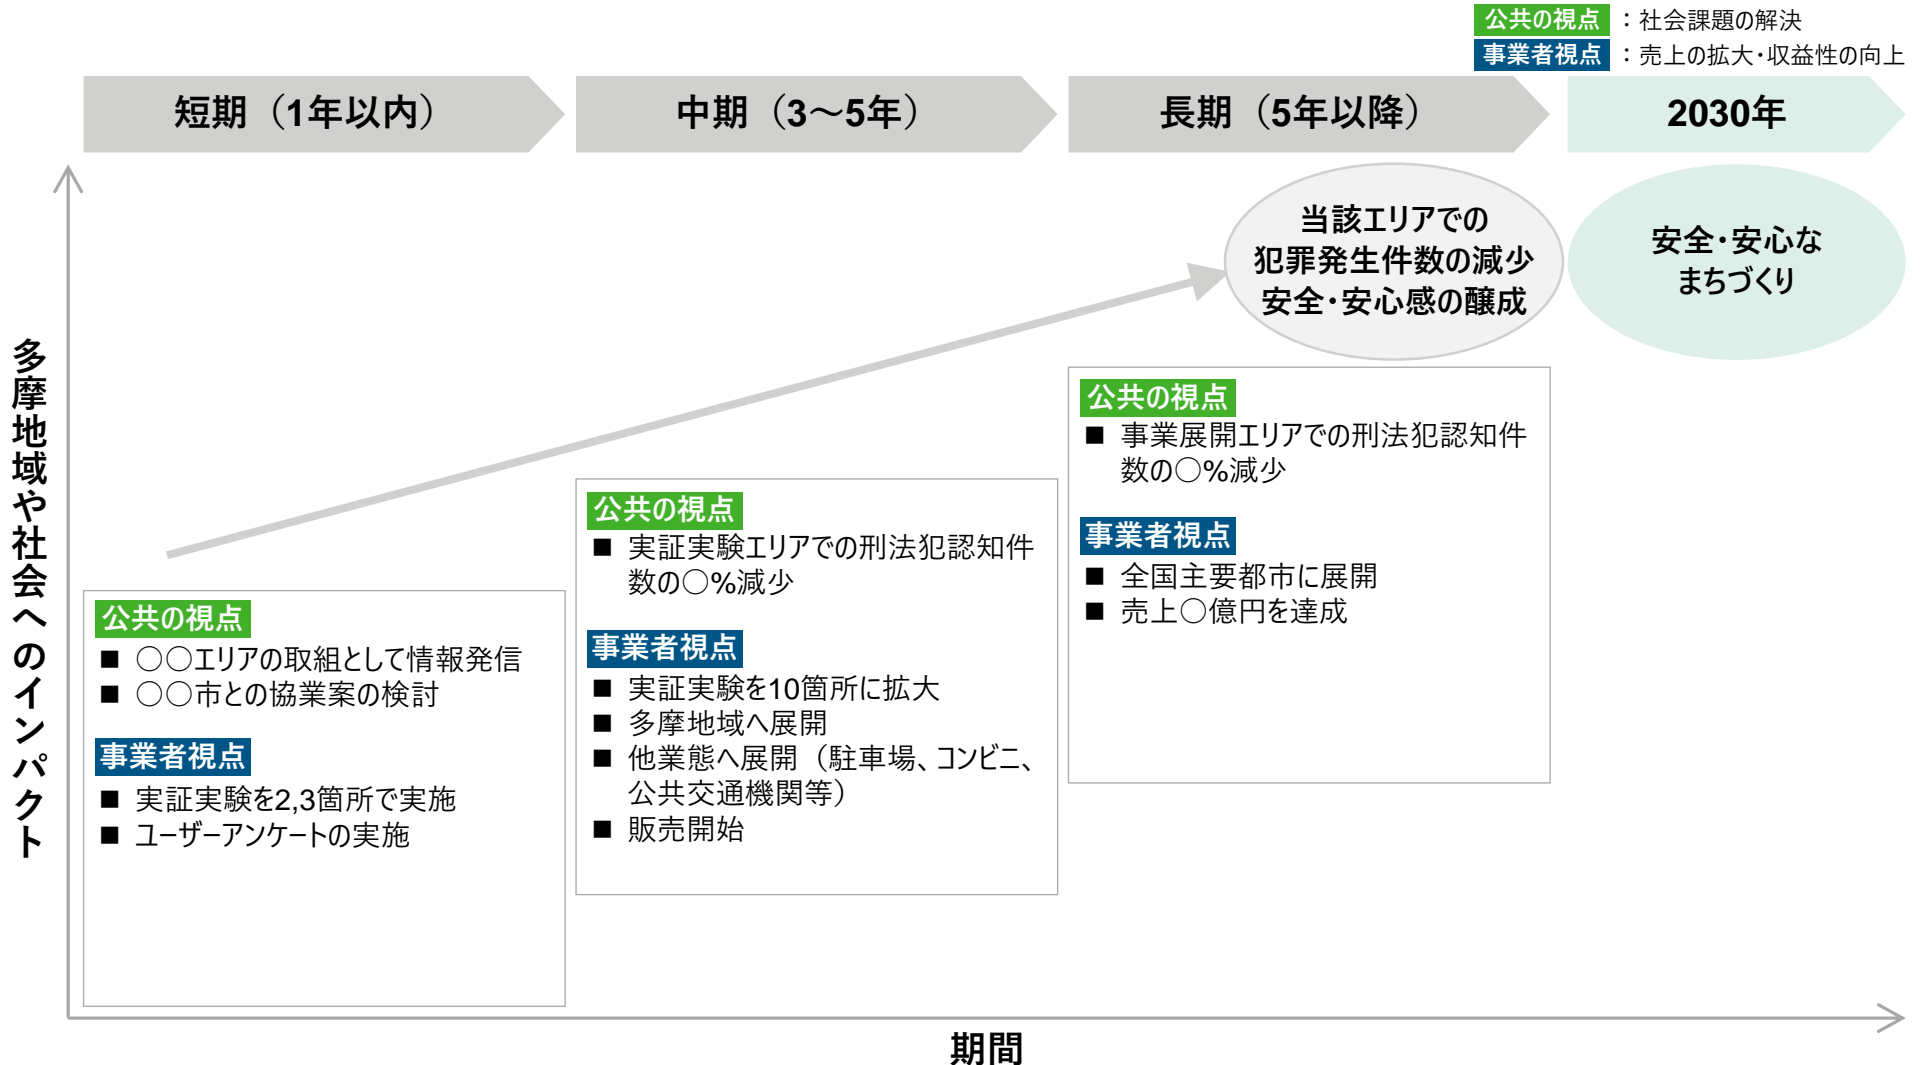 公共の視点：社会課題の解決
事業者視点：売上の拡大・収益性の向上
短期（1年以内）
中期（3～5年）
長期（5年以降）
2030年
多摩地域や社会へのインパクト
当該エリアでの
犯罪発生件数の減少
安全・安心感の醸成
安全・安心な
まちづくり
公共の視点
■ 〇〇エリアの取組として情報発信
■ 〇〇市との協業案の検討
事業者視点
■ 実証実験を2,3箇所で実施
■ ユーザーアンケートの実施
公共の視点
■ 実証実験エリアでの刑法犯認知件
数の〇%減少
事業者視点
■ 実証実験を10箇所に拡大
■ 多摩地域へ展開
■ 他業態へ展開（駐車場、コンビニ、
公共交通機関等）
■ 販売開始
公共の視点
■ 事業展開エリアでの刑法犯認知件
数の〇%減少
事業者視点
■ 全国主要都市に展開
■ 売上〇億円を達成
期間